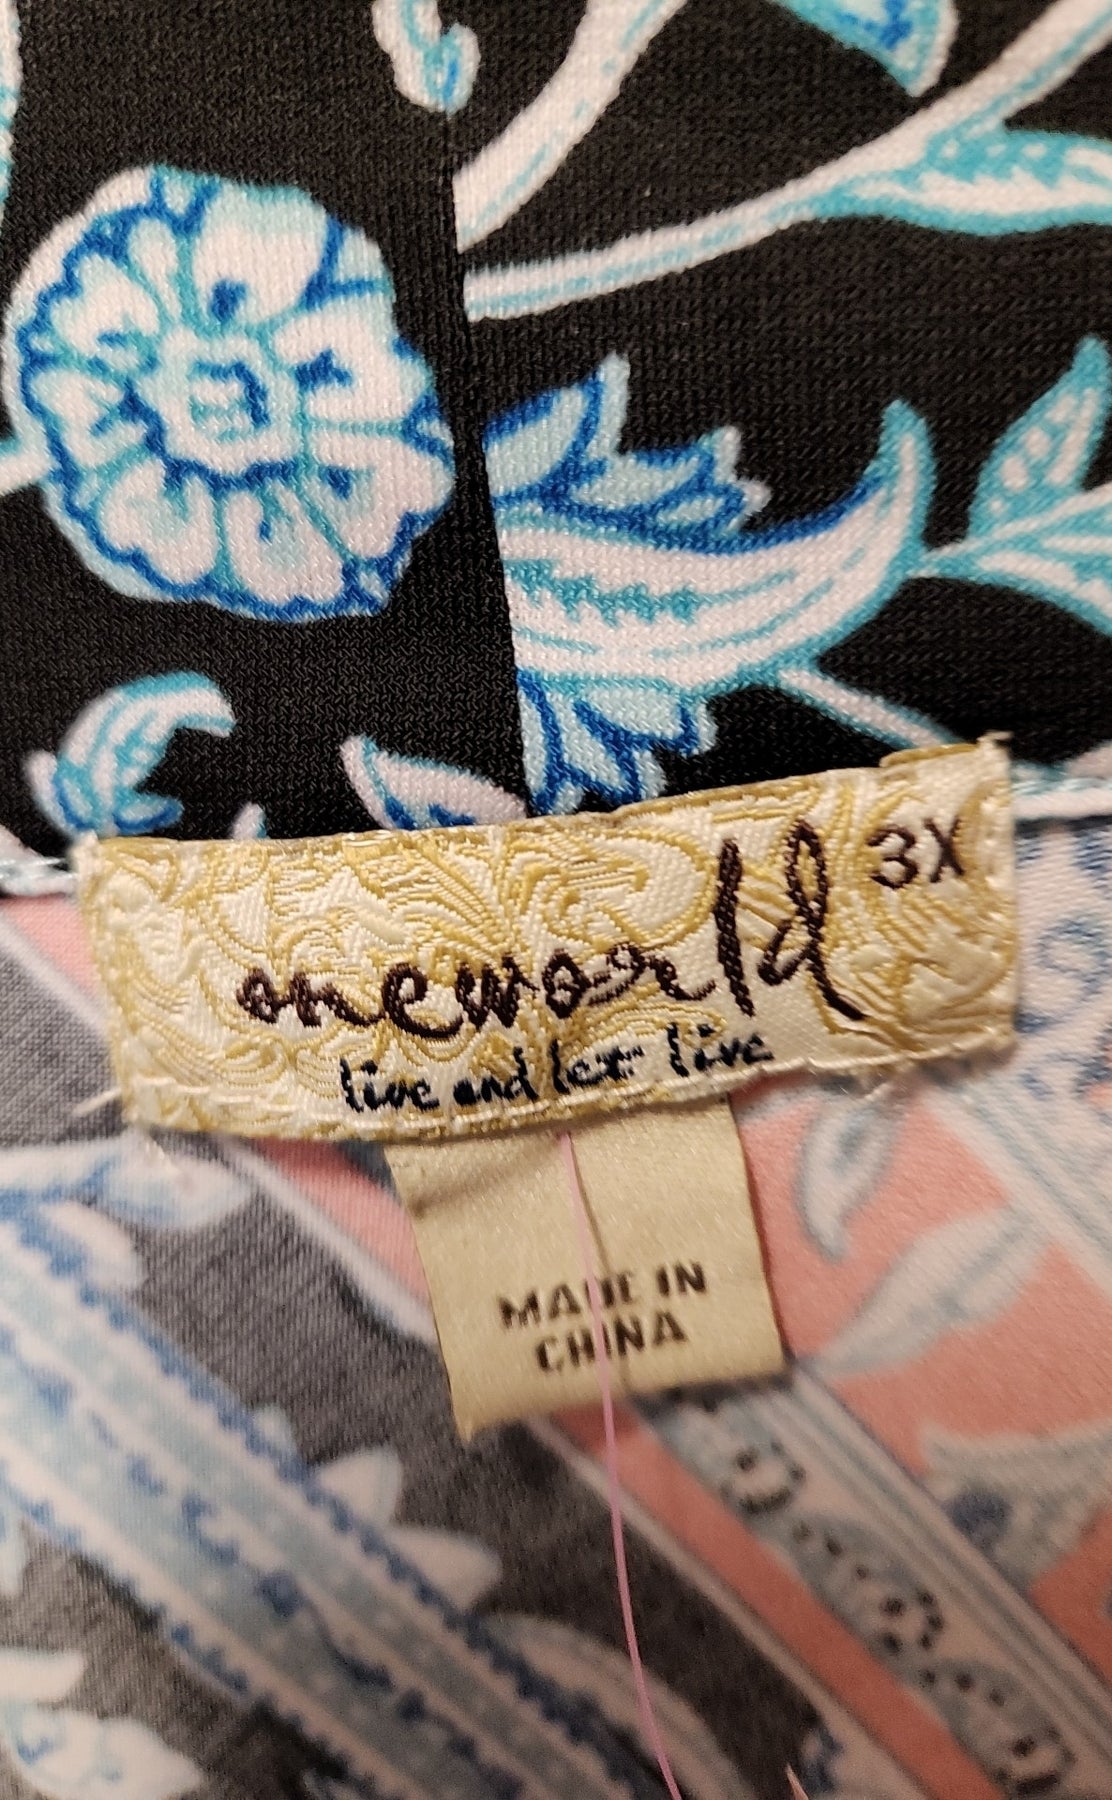 oneworld 3X
live and let live
MADE IN
CHINA